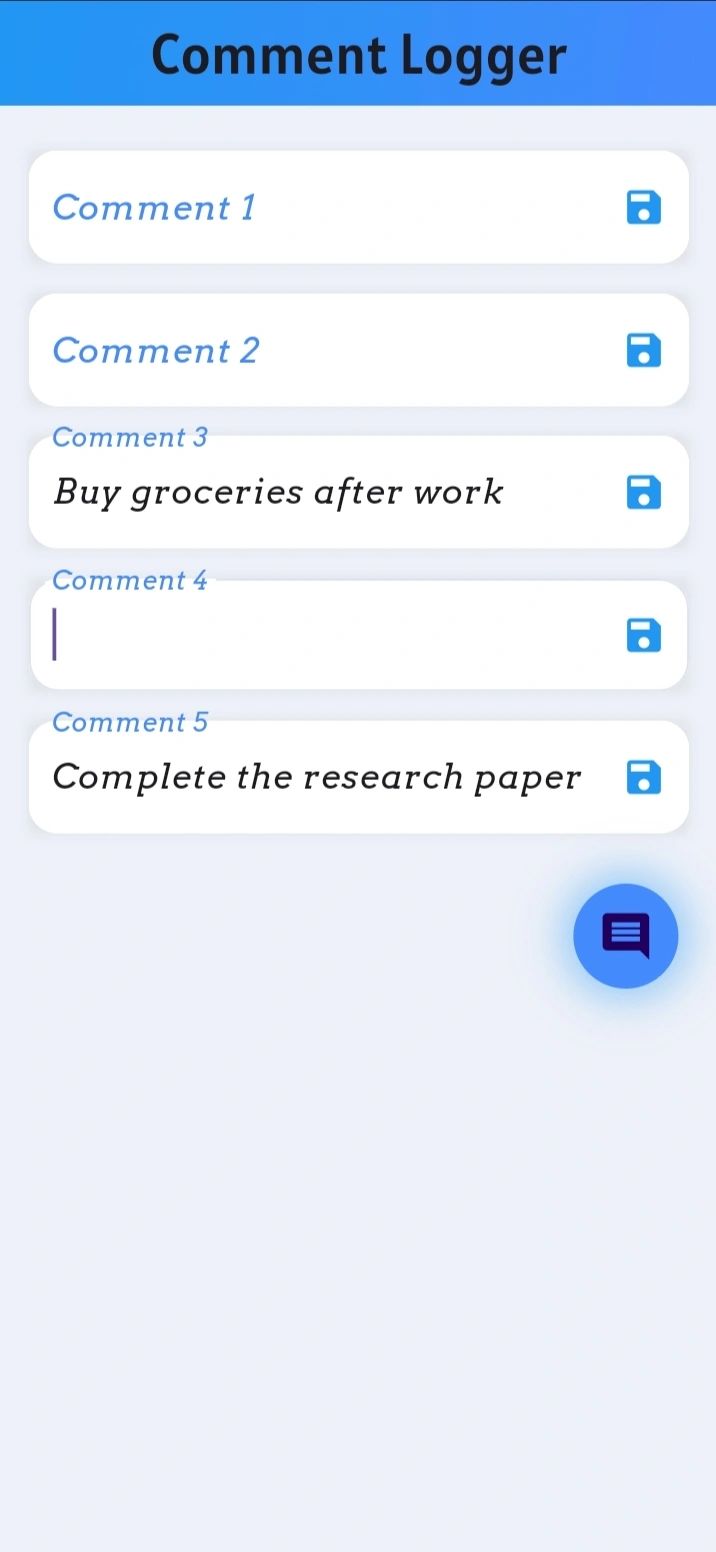 Comment Logger
Comment 1
Comment 2
Comment 3
Buy groceries after work
Comment 4
Comment 5
Complete the research paper